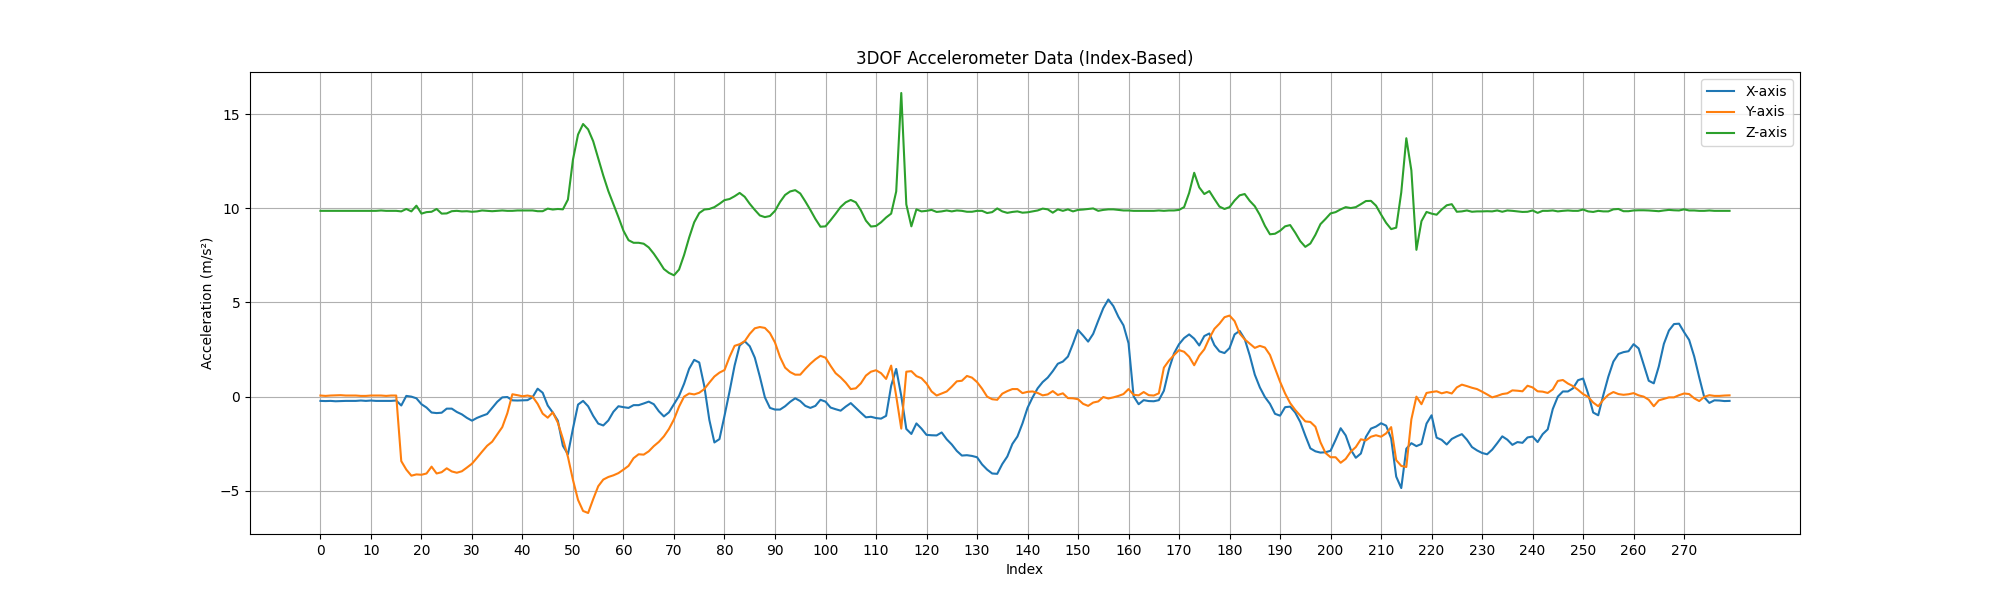 3DOF Accelerometer Data (Index-Based)
X-axis
Y-axis
Z-axis
Acceleration (m/s²)
15
10
5
0
−5
0 10 20 30 40 50 60 70 80 90 100 110 120 130 140 150 160 170 180 190 200 210 220 230 240 250 260 270
Index